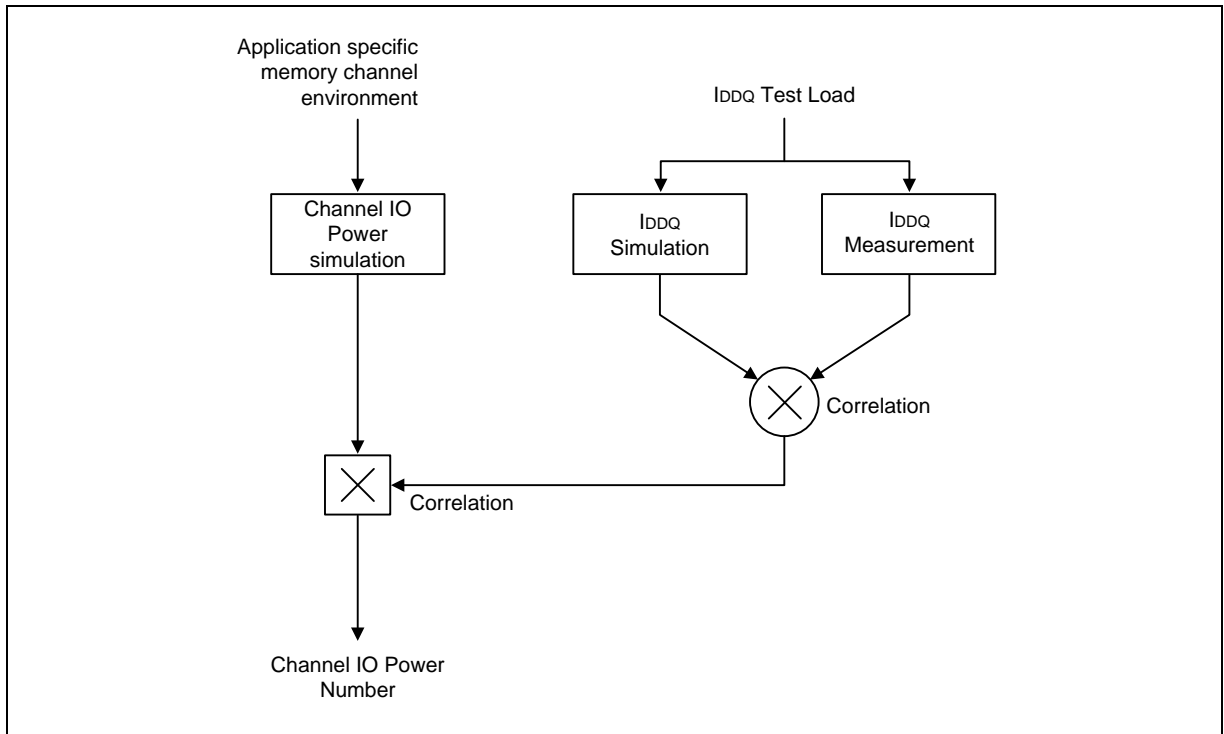 Application specific
memory channel
environment
IDDQ Test Load
Channel IO
Power
simulation
IDDQ
Simulation
IDDQ
Measurement
Correlation
Correlation
Channel IO Power
Number